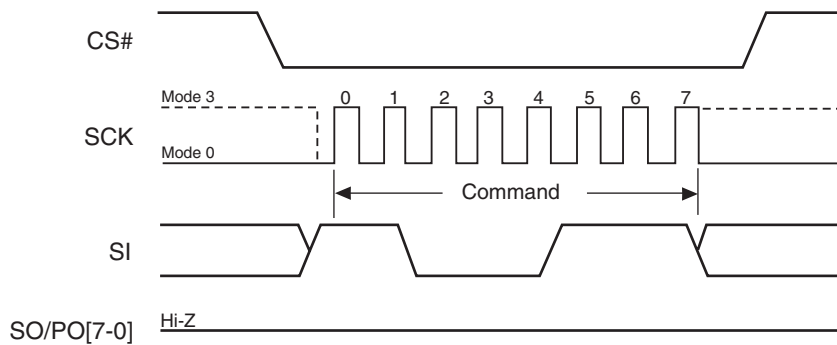 CS#
Mode 3
0 1 2 3 4 5 6 7
SCK
Mode 0
Command
SI
Hi-Z
SO/PO[7-0]